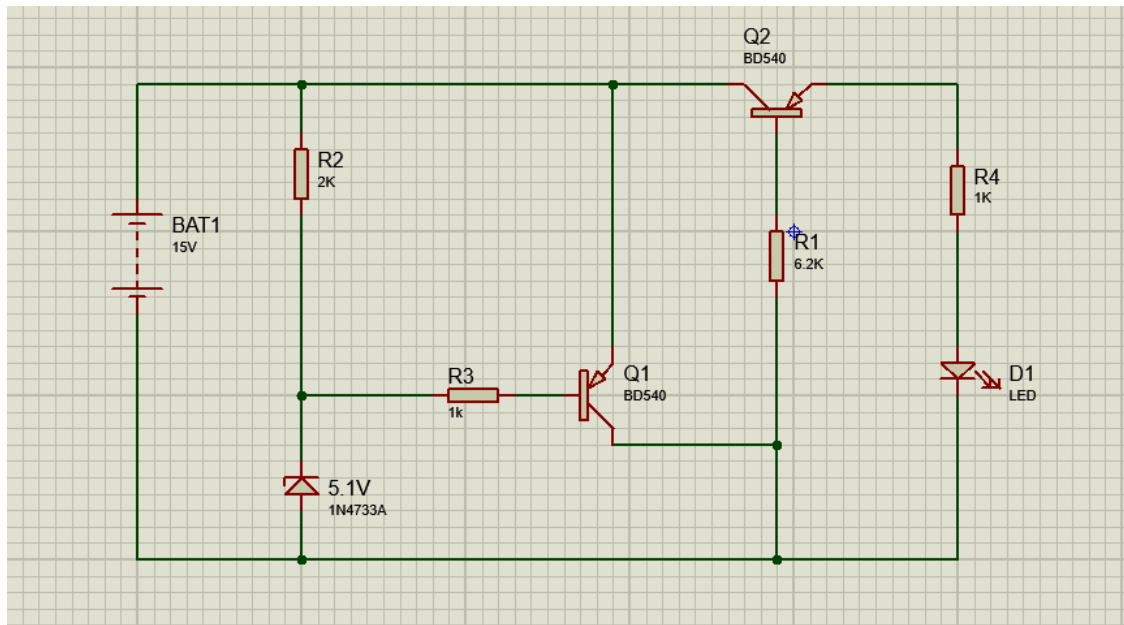 Q2
BD540
R2
2K
R4
1K
BAT1
15V
R1
6.2K
R3
1k
Q1
BD540
D1
LED
5.1V
1N4733A